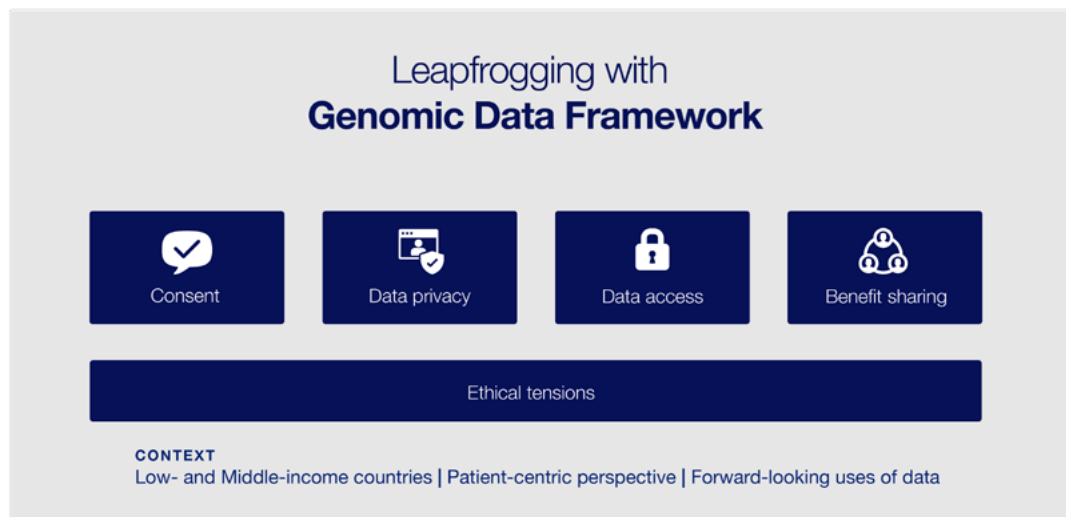 Leapfrogging with
Genomic Data Framework
Consent
Data privacy
Data access
Benefit sharing
Ethical tensions
CONTEXT
Low- and Middle-income countries | Patient-centric perspective | Forward-looking uses of data